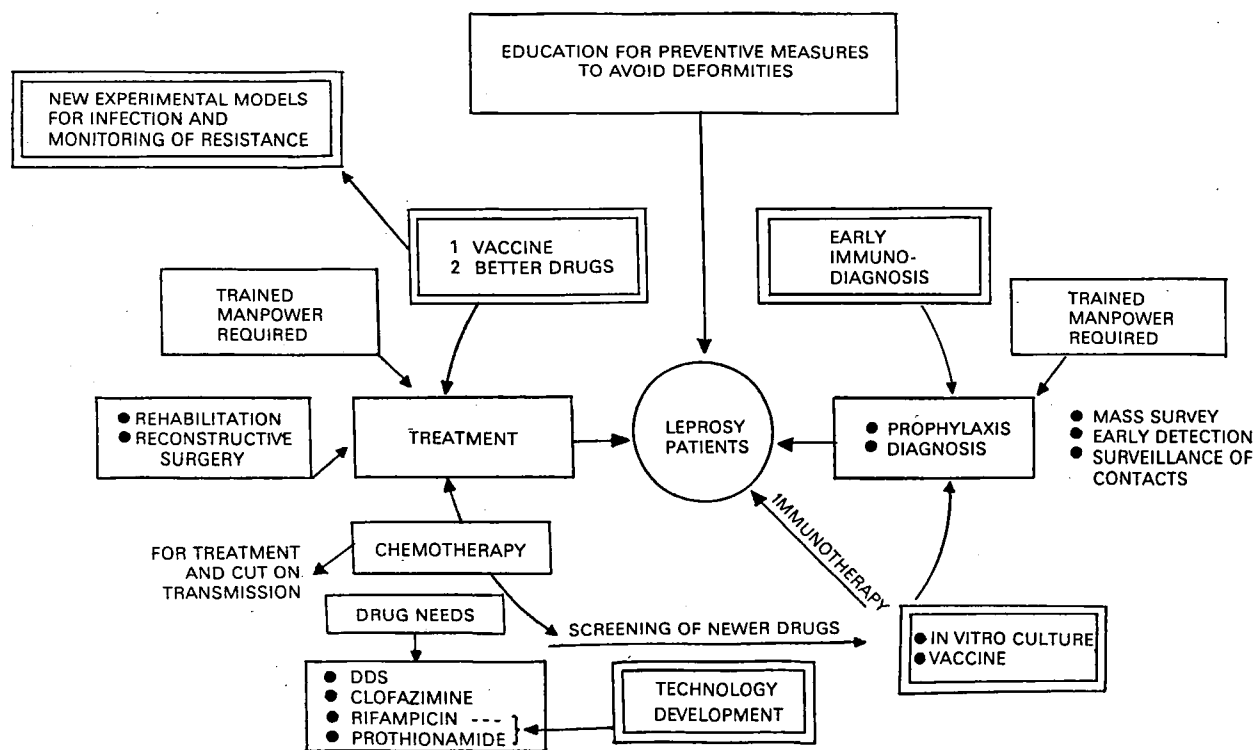 EDUCATION FOR PREVENTIVE MEASURES
TO AVOID DEFORMITIES
NEW EXPERIMENTAL MODELS
FOR INFECTION AND
MONITORING OF RESISTANCE
1 VACCINE
2 BETTER DRUGS
EARLY
IMMUNO-
DIAGNOSIS
TRAINED
MANPOWER
REQUIRED
TRAINED
MANPOWER
REQUIRED
● REHABILITATION
● RECONSTRUCTIVE
SURGERY
TREATMENT
LEPROSY
PATIENTS
● PROPHYLAXIS
● DIAGNOSIS
● MASS SURVEY
● EARLY DETECTION
● SURVEILLANCE OF
CONTACTS
IMMUNOTHERAPY
CHEMOTHERAPY
FOR TREATMENT
AND CUT ON
TRANSMISSION
DRUG NEEDS
SCREENING OF NEWER DRUGS
● IN VITRO CULTURE
● VACCINE
● DDS
● CLOFAZIMINE
● RIFAMPICIN ---
● PROTHIONAMIDE }
TECHNOLOGY
DEVELOPMENT